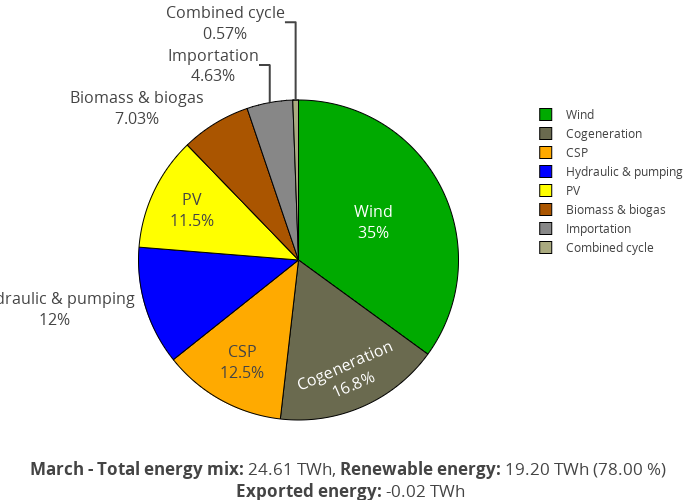 Combined cycle
0.57%
Importation
4.63%
Biomass & biogas
7.03%
PV
11.5%
draulic & pumping
12%
CSP
12.5%
Cogeneration
16.8%
Wind
35%
Wind
Cogeneration
CSP
Hydraulic & pumping
PV
Biomass & biogas
Importation
Combined cycle
March - Total energy mix: 24.61 TWh, Renewable energy: 19.20 TWh (78.00 %)
Exported energy: -0.02 TWh